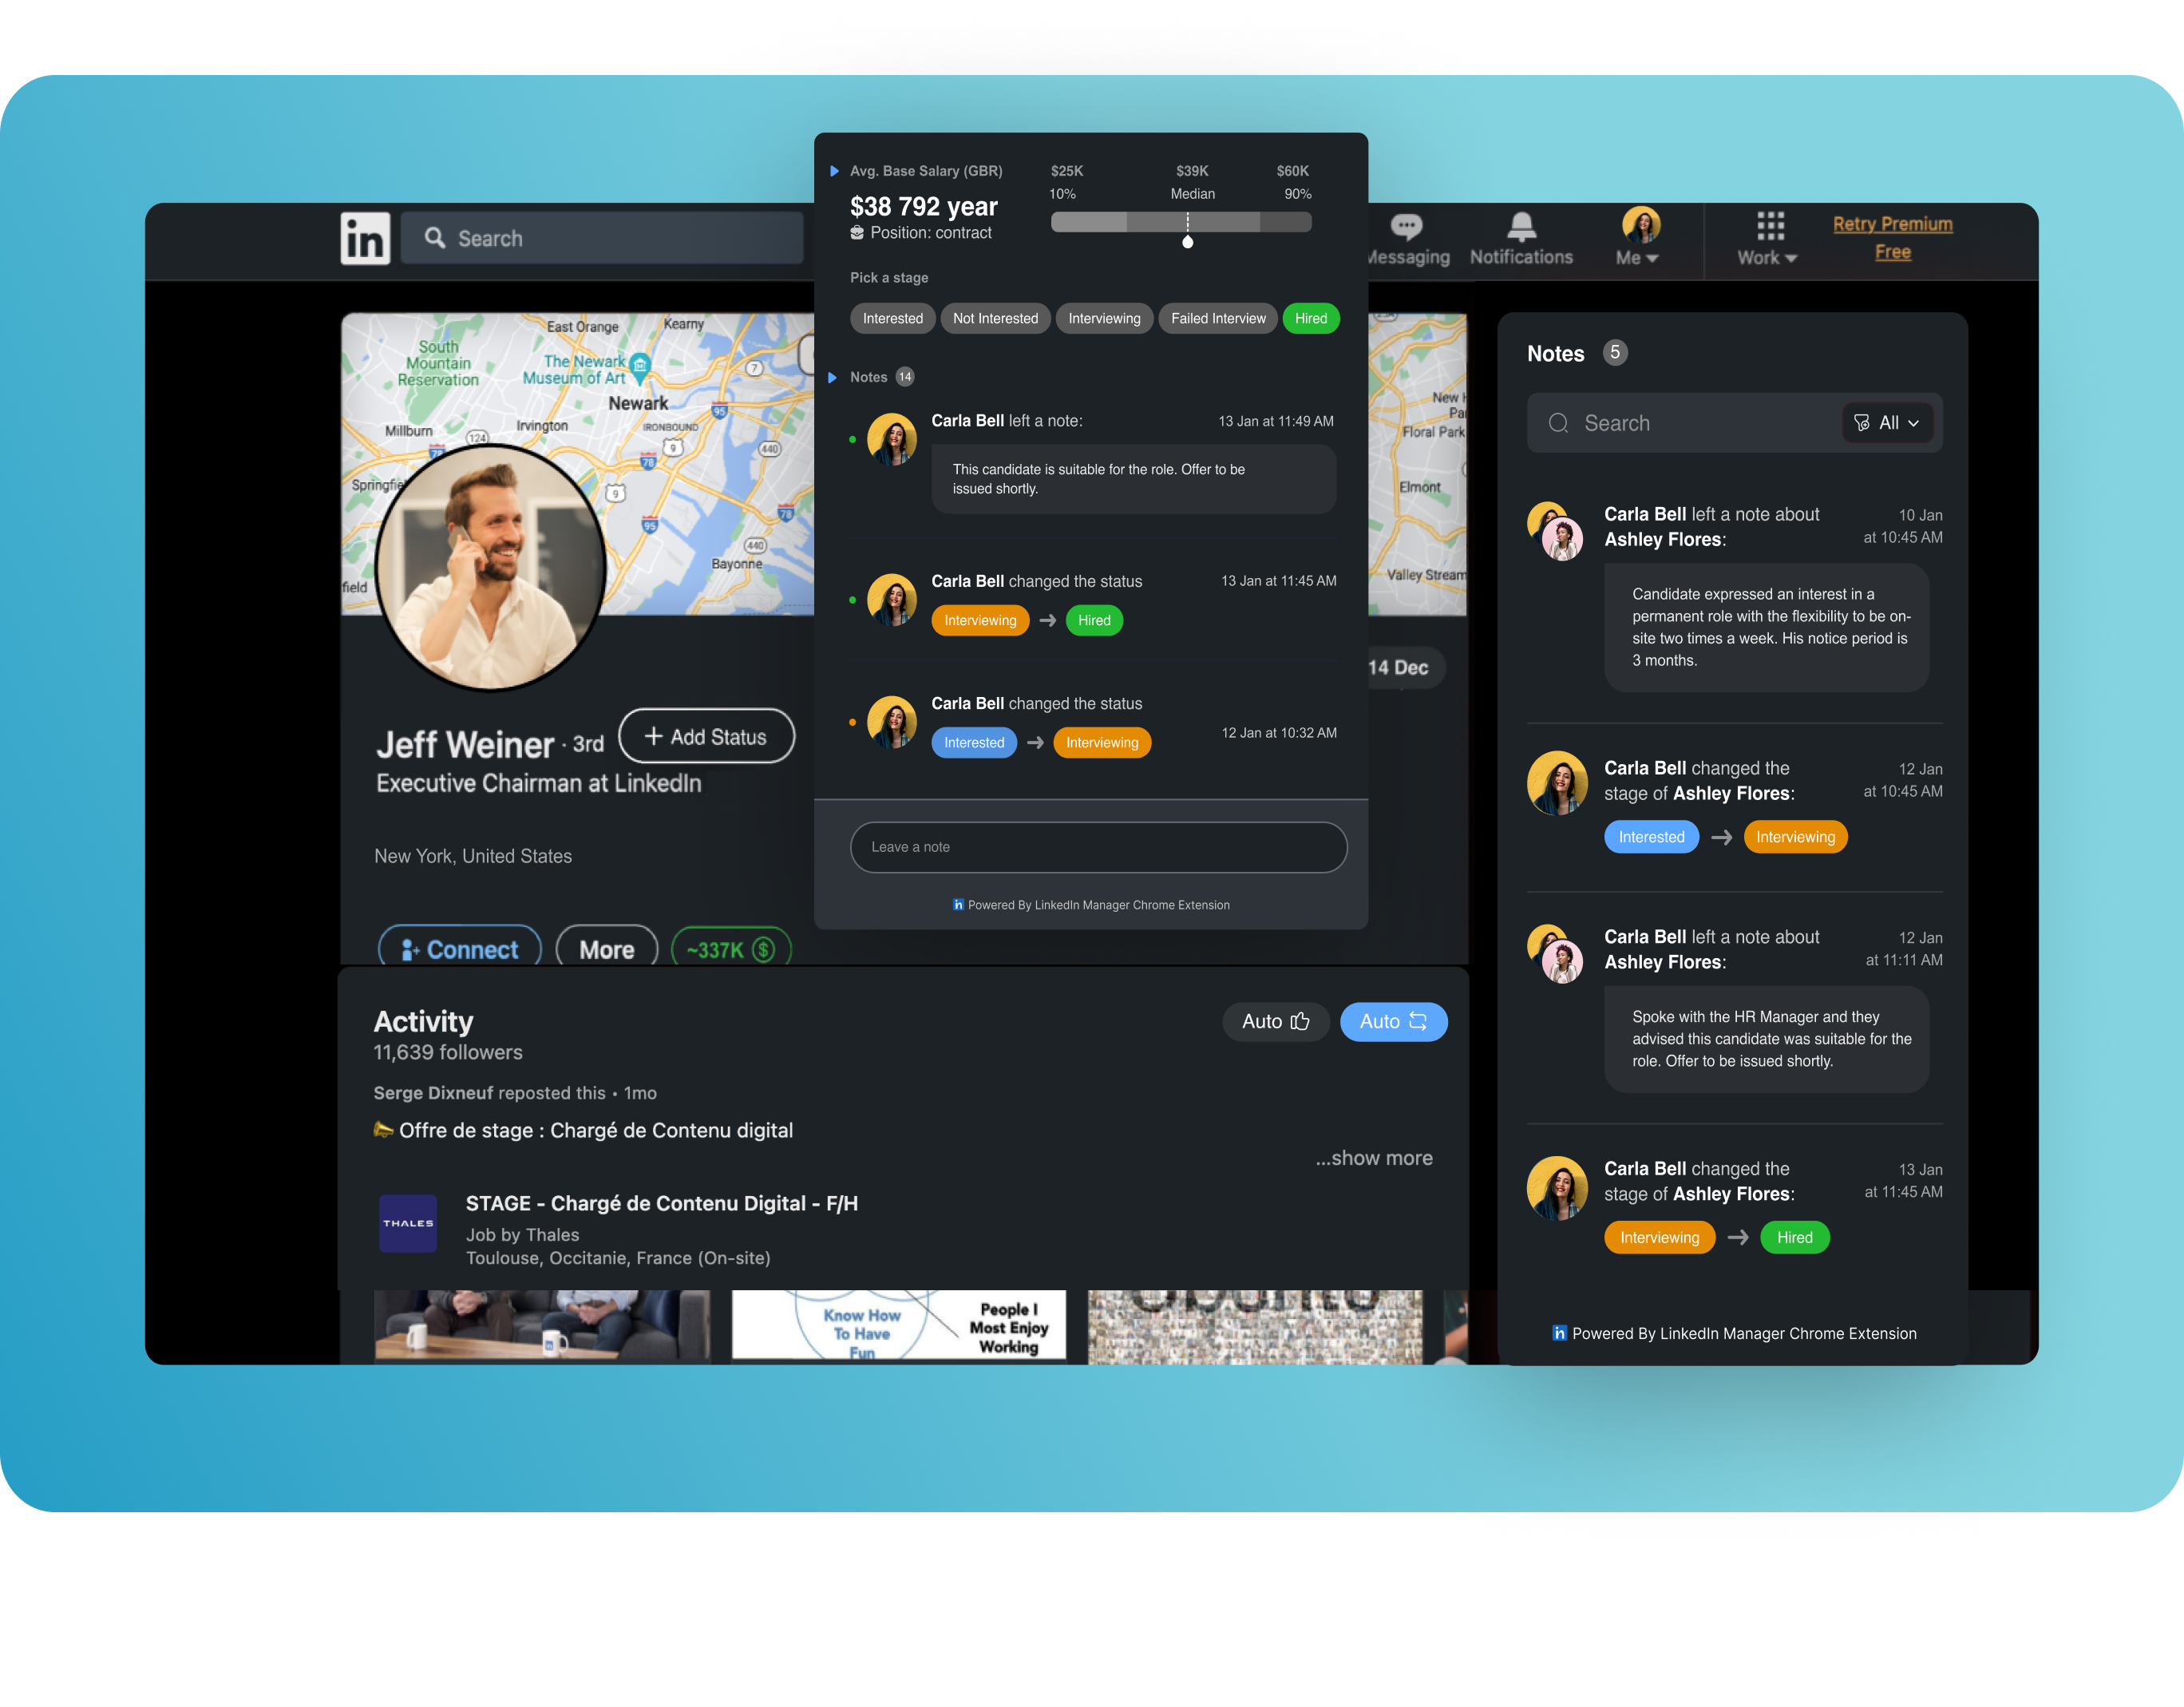 in
Search
Messaging
Notifications
Me
Work
Retry Premium
Free
Avg. Base Salary (GBR)
$38 792 year
Position: contract
$25K
$39K
$60K
10%
Median
90%
Pick a stage
Interested
Not Interested
Interviewing
Failed Interview
Hired
Notes 14
Carla Bell left a note:
13 Jan at 11:49 AM
This candidate is suitable for the role. Offer to be
issued shortly.
Carla Bell changed the status
13 Jan at 11:45 AM
Interviewing
Hired
Carla Bell changed the status
12 Jan at 10:32 AM
Interested
Interviewing
Leave a note
in Powered By LinkedIn Manager Chrome Extension
East Orange
Kearny
South
Mountain
Reservation
The Newark
Museum of Art
7
Newark
95
Millburn
124
Irvington
IRONBOUND
9
440
78
Springfie
9
95
78
440
Bayonne
field
New
Pa
Floral Park
Elmont
Valley Stream
14 Dec
Jeff Weiner · 3rd
+ Add Status
Executive Chairman at LinkedIn
New York, United States
Connect
More
~337K $
Activity
11,639 followers
Auto
Auto
Serge Dixneuf reposted this • 1mo
Offre de stage : Chargé de Contenu digital
...show more
THALES
STAGE - Chargé de Contenu Digital - F/H
Job by Thales
Toulouse, Occitanie, France (On-site)
Know How
To Have
Fun
People I
Most Enjoy
Working
Notes 5
Search
All
Carla Bell left a note about
Ashley Flores:
10 Jan
at 10:45 AM
Candidate expressed an interest in a
permanent role with the flexibility to be on-
site two times a week. His notice period is
3 months.
Carla Bell changed the
stage of Ashley Flores:
12 Jan
at 10:45 AM
Interested
Interviewing
Carla Bell left a note about
Ashley Flores:
12 Jan
at 11:11 AM
Spoke with the HR Manager and they
advised this candidate was suitable for the
role. Offer to be issued shortly.
Carla Bell changed the
stage of Ashley Flores:
13 Jan
at 11:45 AM
Interviewing
Hired
in Powered By LinkedIn Manager Chrome Extension